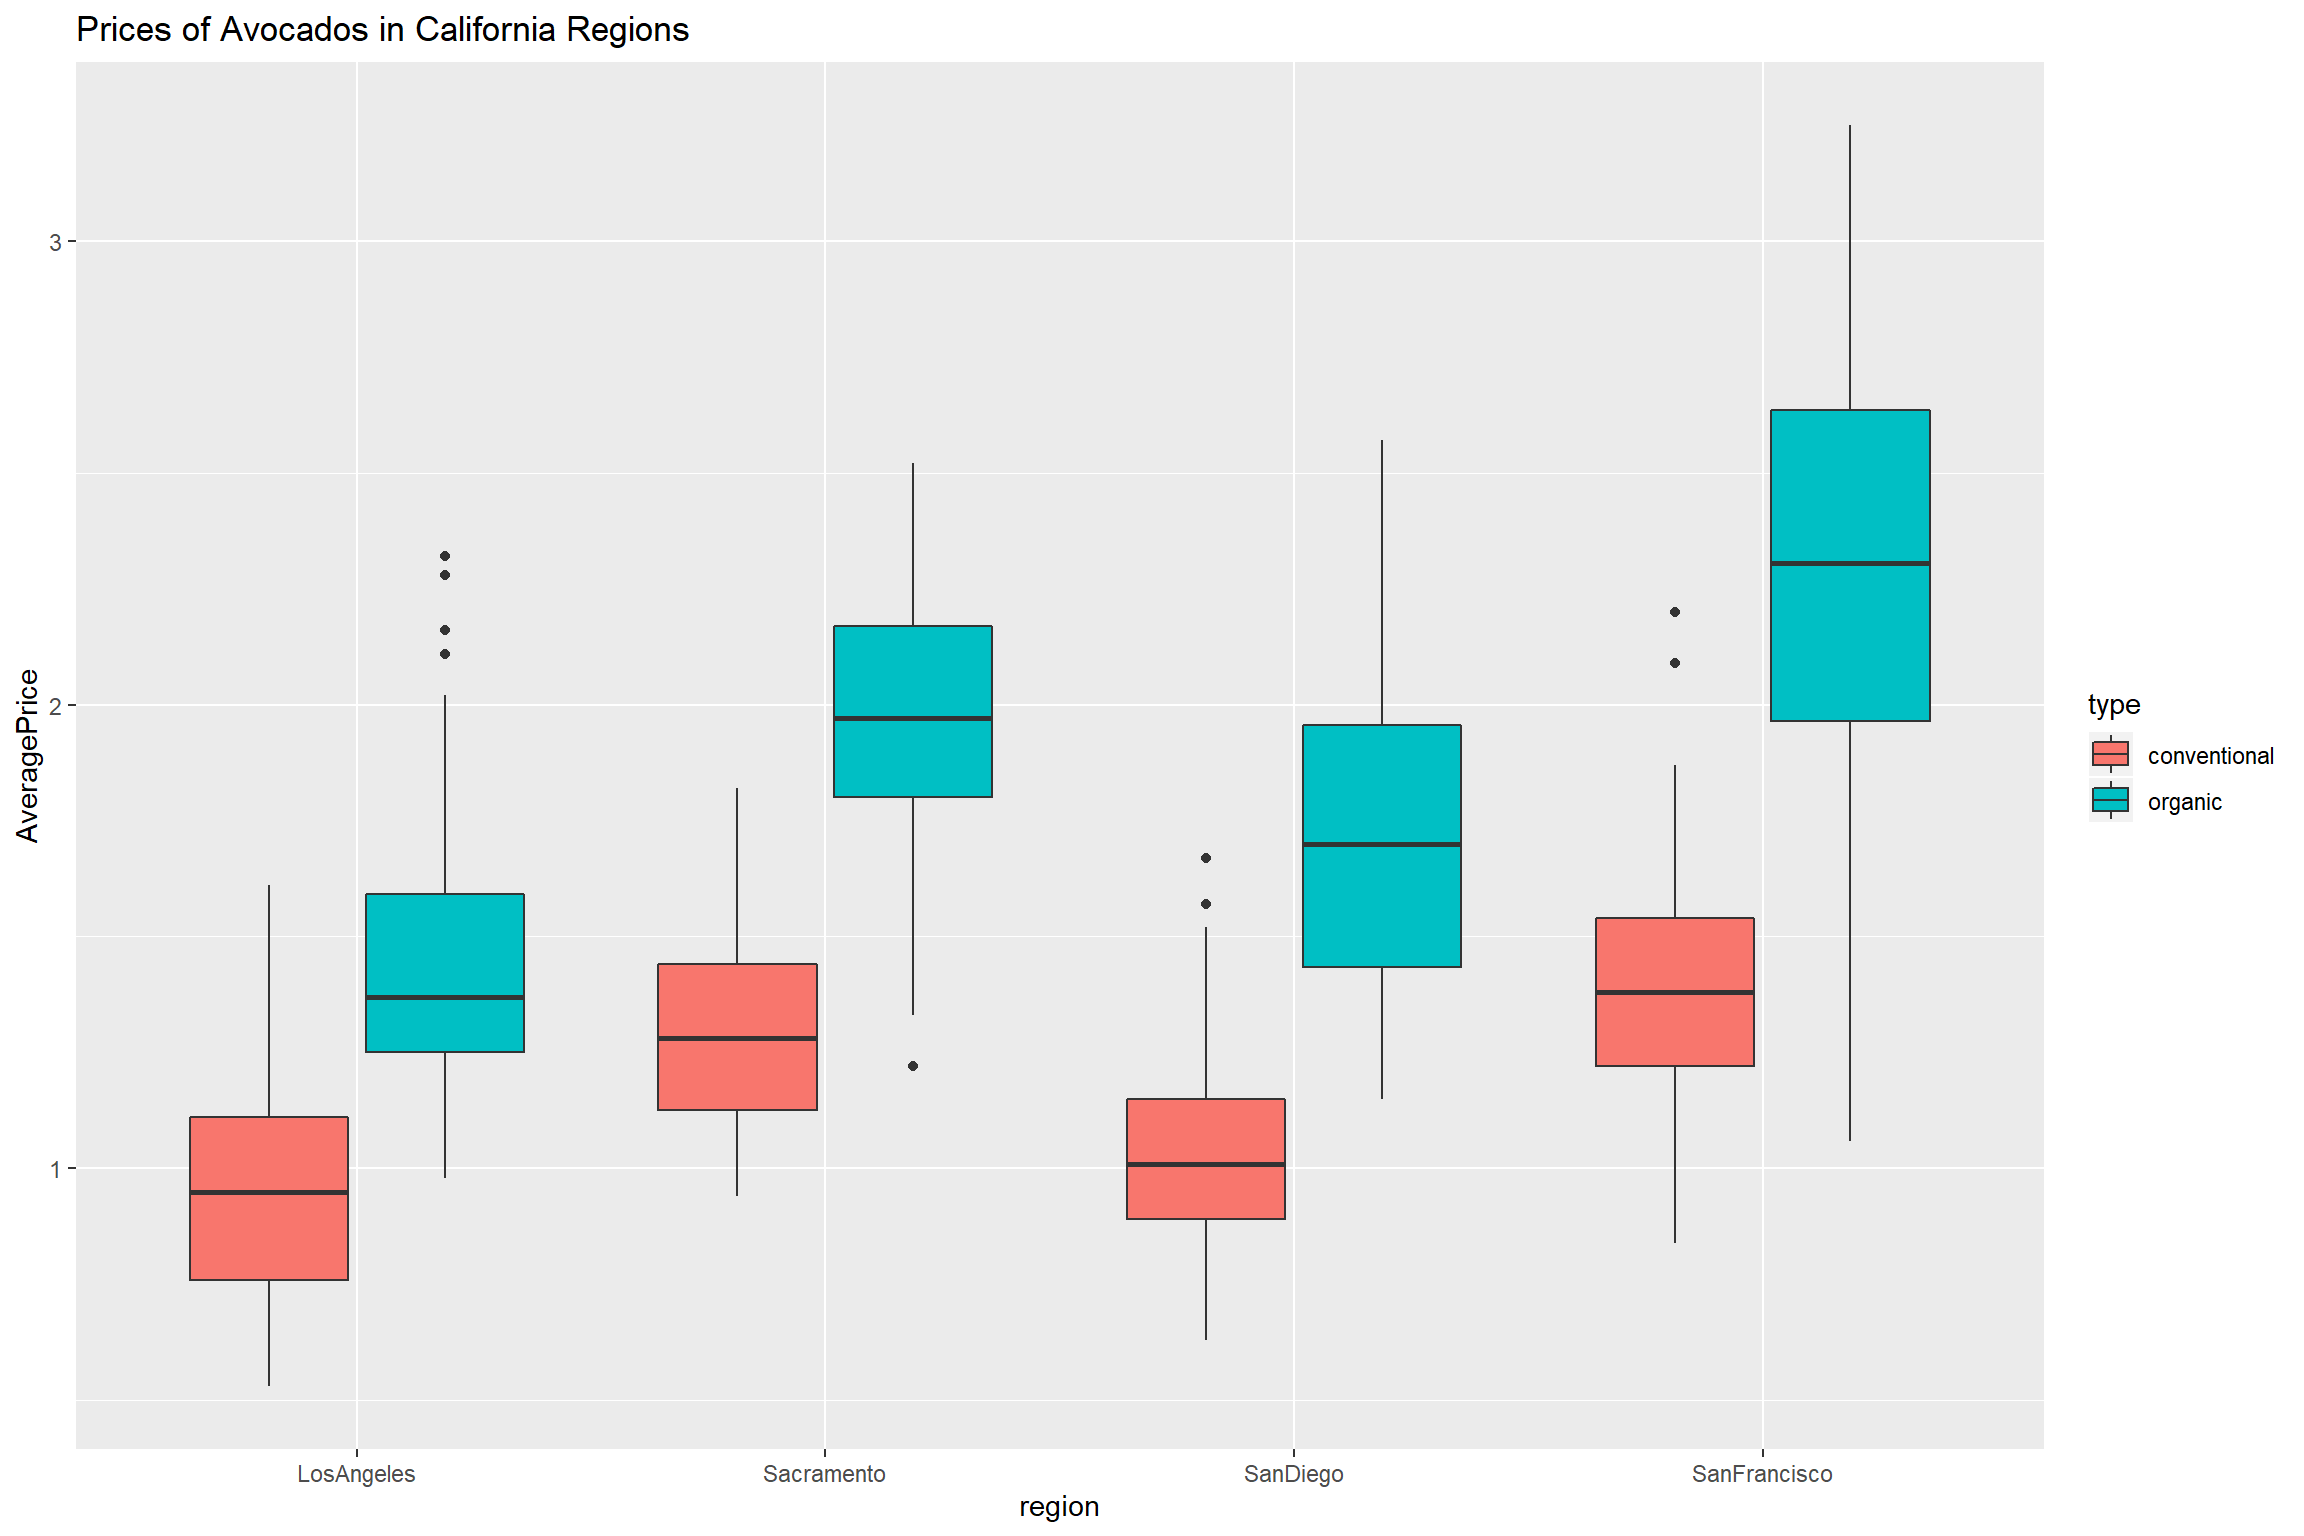 Prices of Avocados in California Regions
AveragePrice
3
2
1
LosAngeles
Sacramento
SanDiego
SanFrancisco
region
type
conventional
organic